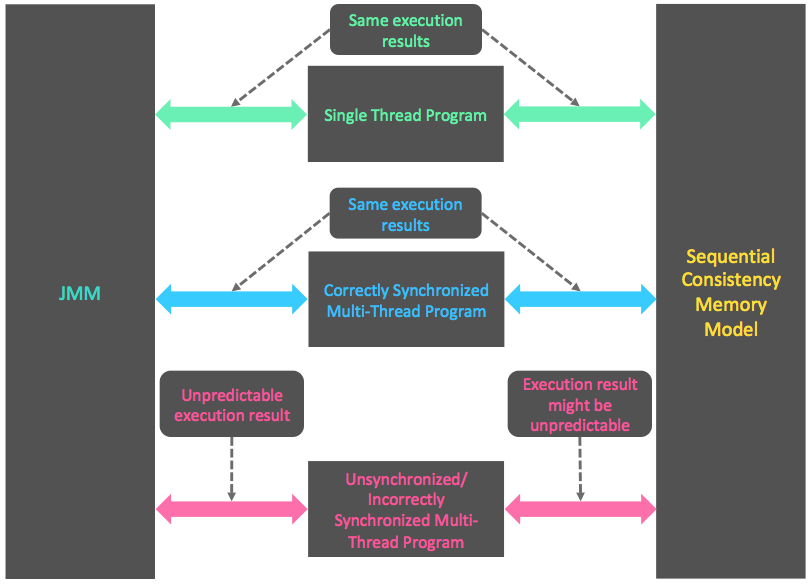 Same execution
results
Single Thread Program
Same execution
results
JMM
Correctly Synchronized
Multi-Thread Program
Sequential
Consistency
Memory
Model
Unpredictable
execution result
Execution result
might be
unpredictable
Unsynchronized/
Incorrectly
Synchronized Multi-
Thread Program